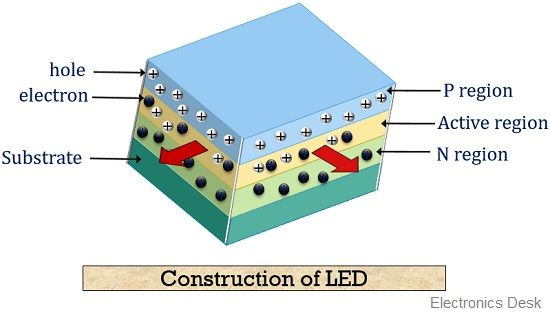 hole
electron
Substrate
P region
Active region
N region
Construction of LED
Electronics Desk